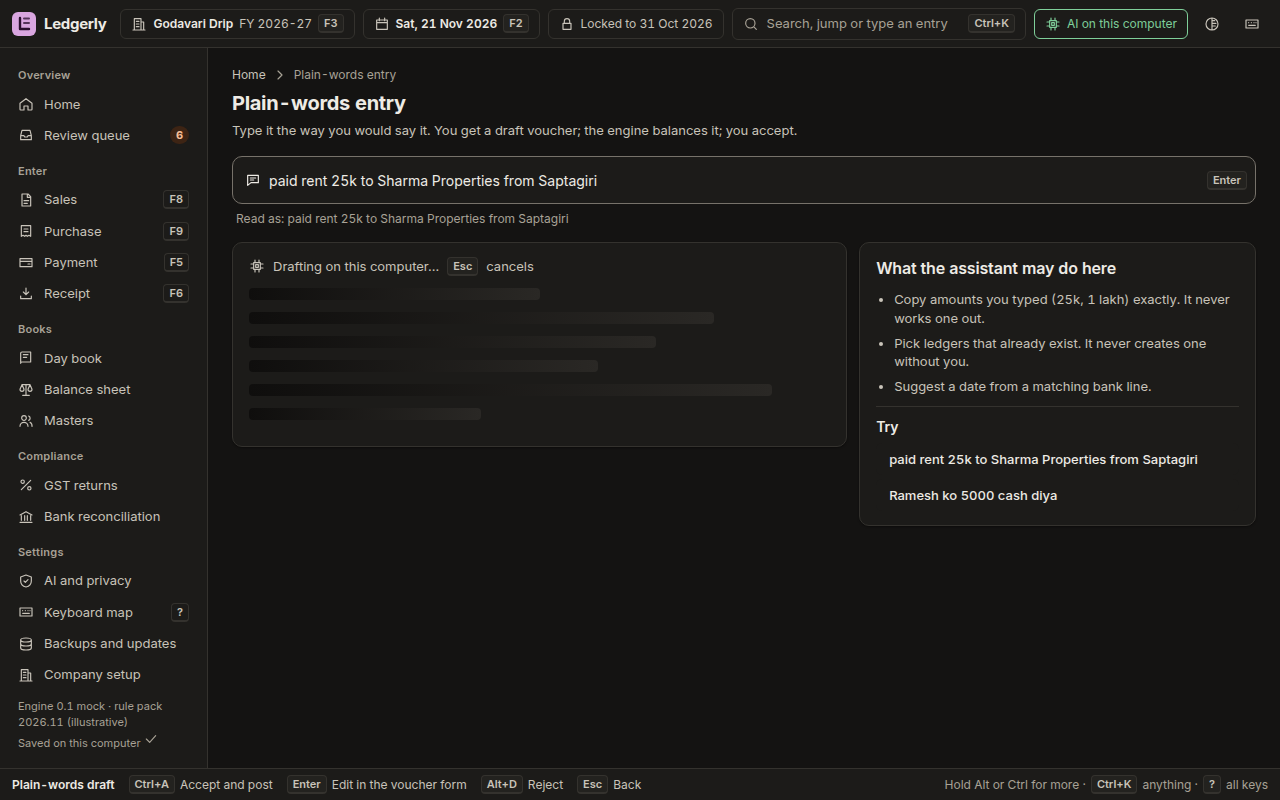 Ledgerly
Godavari Drip FY 2026-27 F3
Sat, 21 Nov 2026 F2
Locked to 31 Oct 2026
Search, jump or type an entry Ctrl+K
AI on this computer
Overview
Home
Review queue 6
Enter
Sales F8
Purchase F9
Payment F5
Receipt F6
Books
Day book
Balance sheet
Masters
Compliance
GST returns
Bank reconciliation
Settings
AI and privacy
Keyboard map ?
Backups and updates
Company setup
Engine 0.1 mock · rule pack
2026.11 (illustrative)
Saved on this computer
Home > Plain-words entry
Plain-words entry
Type it the way you would say it. You get a draft voucher; the engine balances it; you accept.
paid rent 25k to Sharma Properties from Saptagiri Enter
Read as: paid rent 25k to Sharma Properties from Saptagiri
Drafting on this computer... Esc cancels
What the assistant may do here
• Copy amounts you typed (25k, 1 lakh) exactly. It never
works one out.
• Pick ledgers that already exist. It never creates one
without you.
• Suggest a date from a matching bank line.
Try
paid rent 25k to Sharma Properties from Saptagiri
Ramesh ko 5000 cash diya
Plain-words draft Ctrl+A Accept and post Enter Edit in the voucher form Alt+D Reject Esc Back
Hold Alt or Ctrl for more · Ctrl+K anything · ? all keys